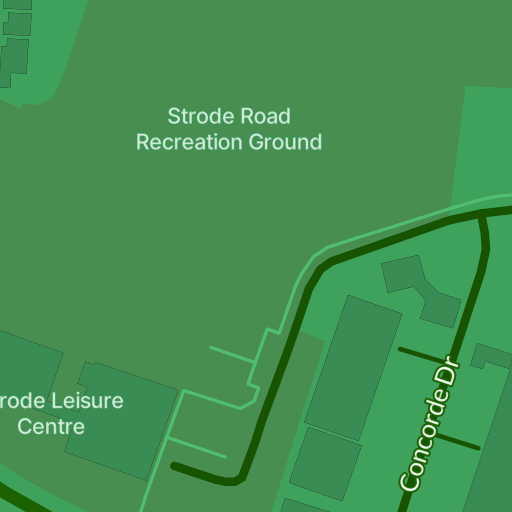 Strode Road
Recreation Ground
rode Leisure
Centre
Concorde Dr